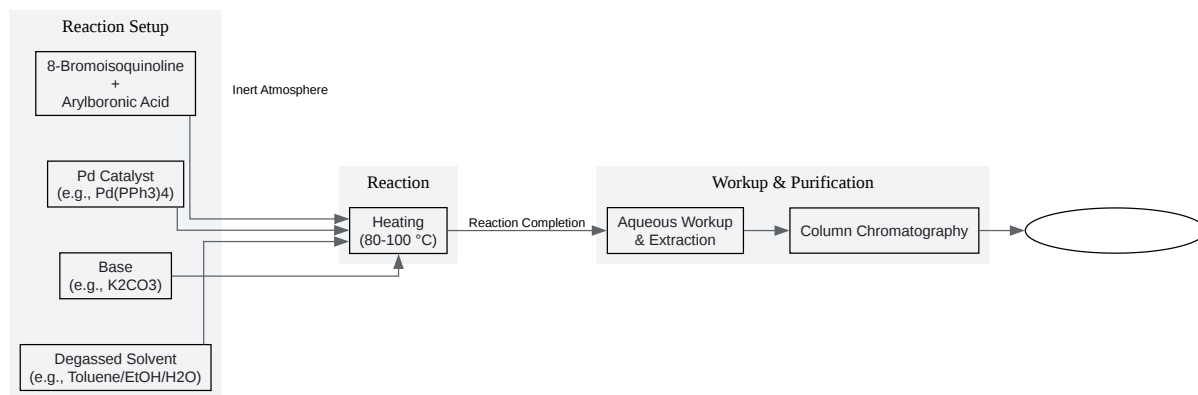 Reaction Setup
8-Bromoisoquinoline
+
Arylboronic Acid
Inert Atmosphere
Pd Catalyst
(e.g., Pd(PPh3)4)
Base
(e.g., K2CO3)
Degassed Solvent
(e.g., Toluene/EtOH/H2O)
Reaction
Heating
(80-100 °C)
Reaction Completion
Workup & Purification
Aqueous Workup
& Extraction
Column Chromatography